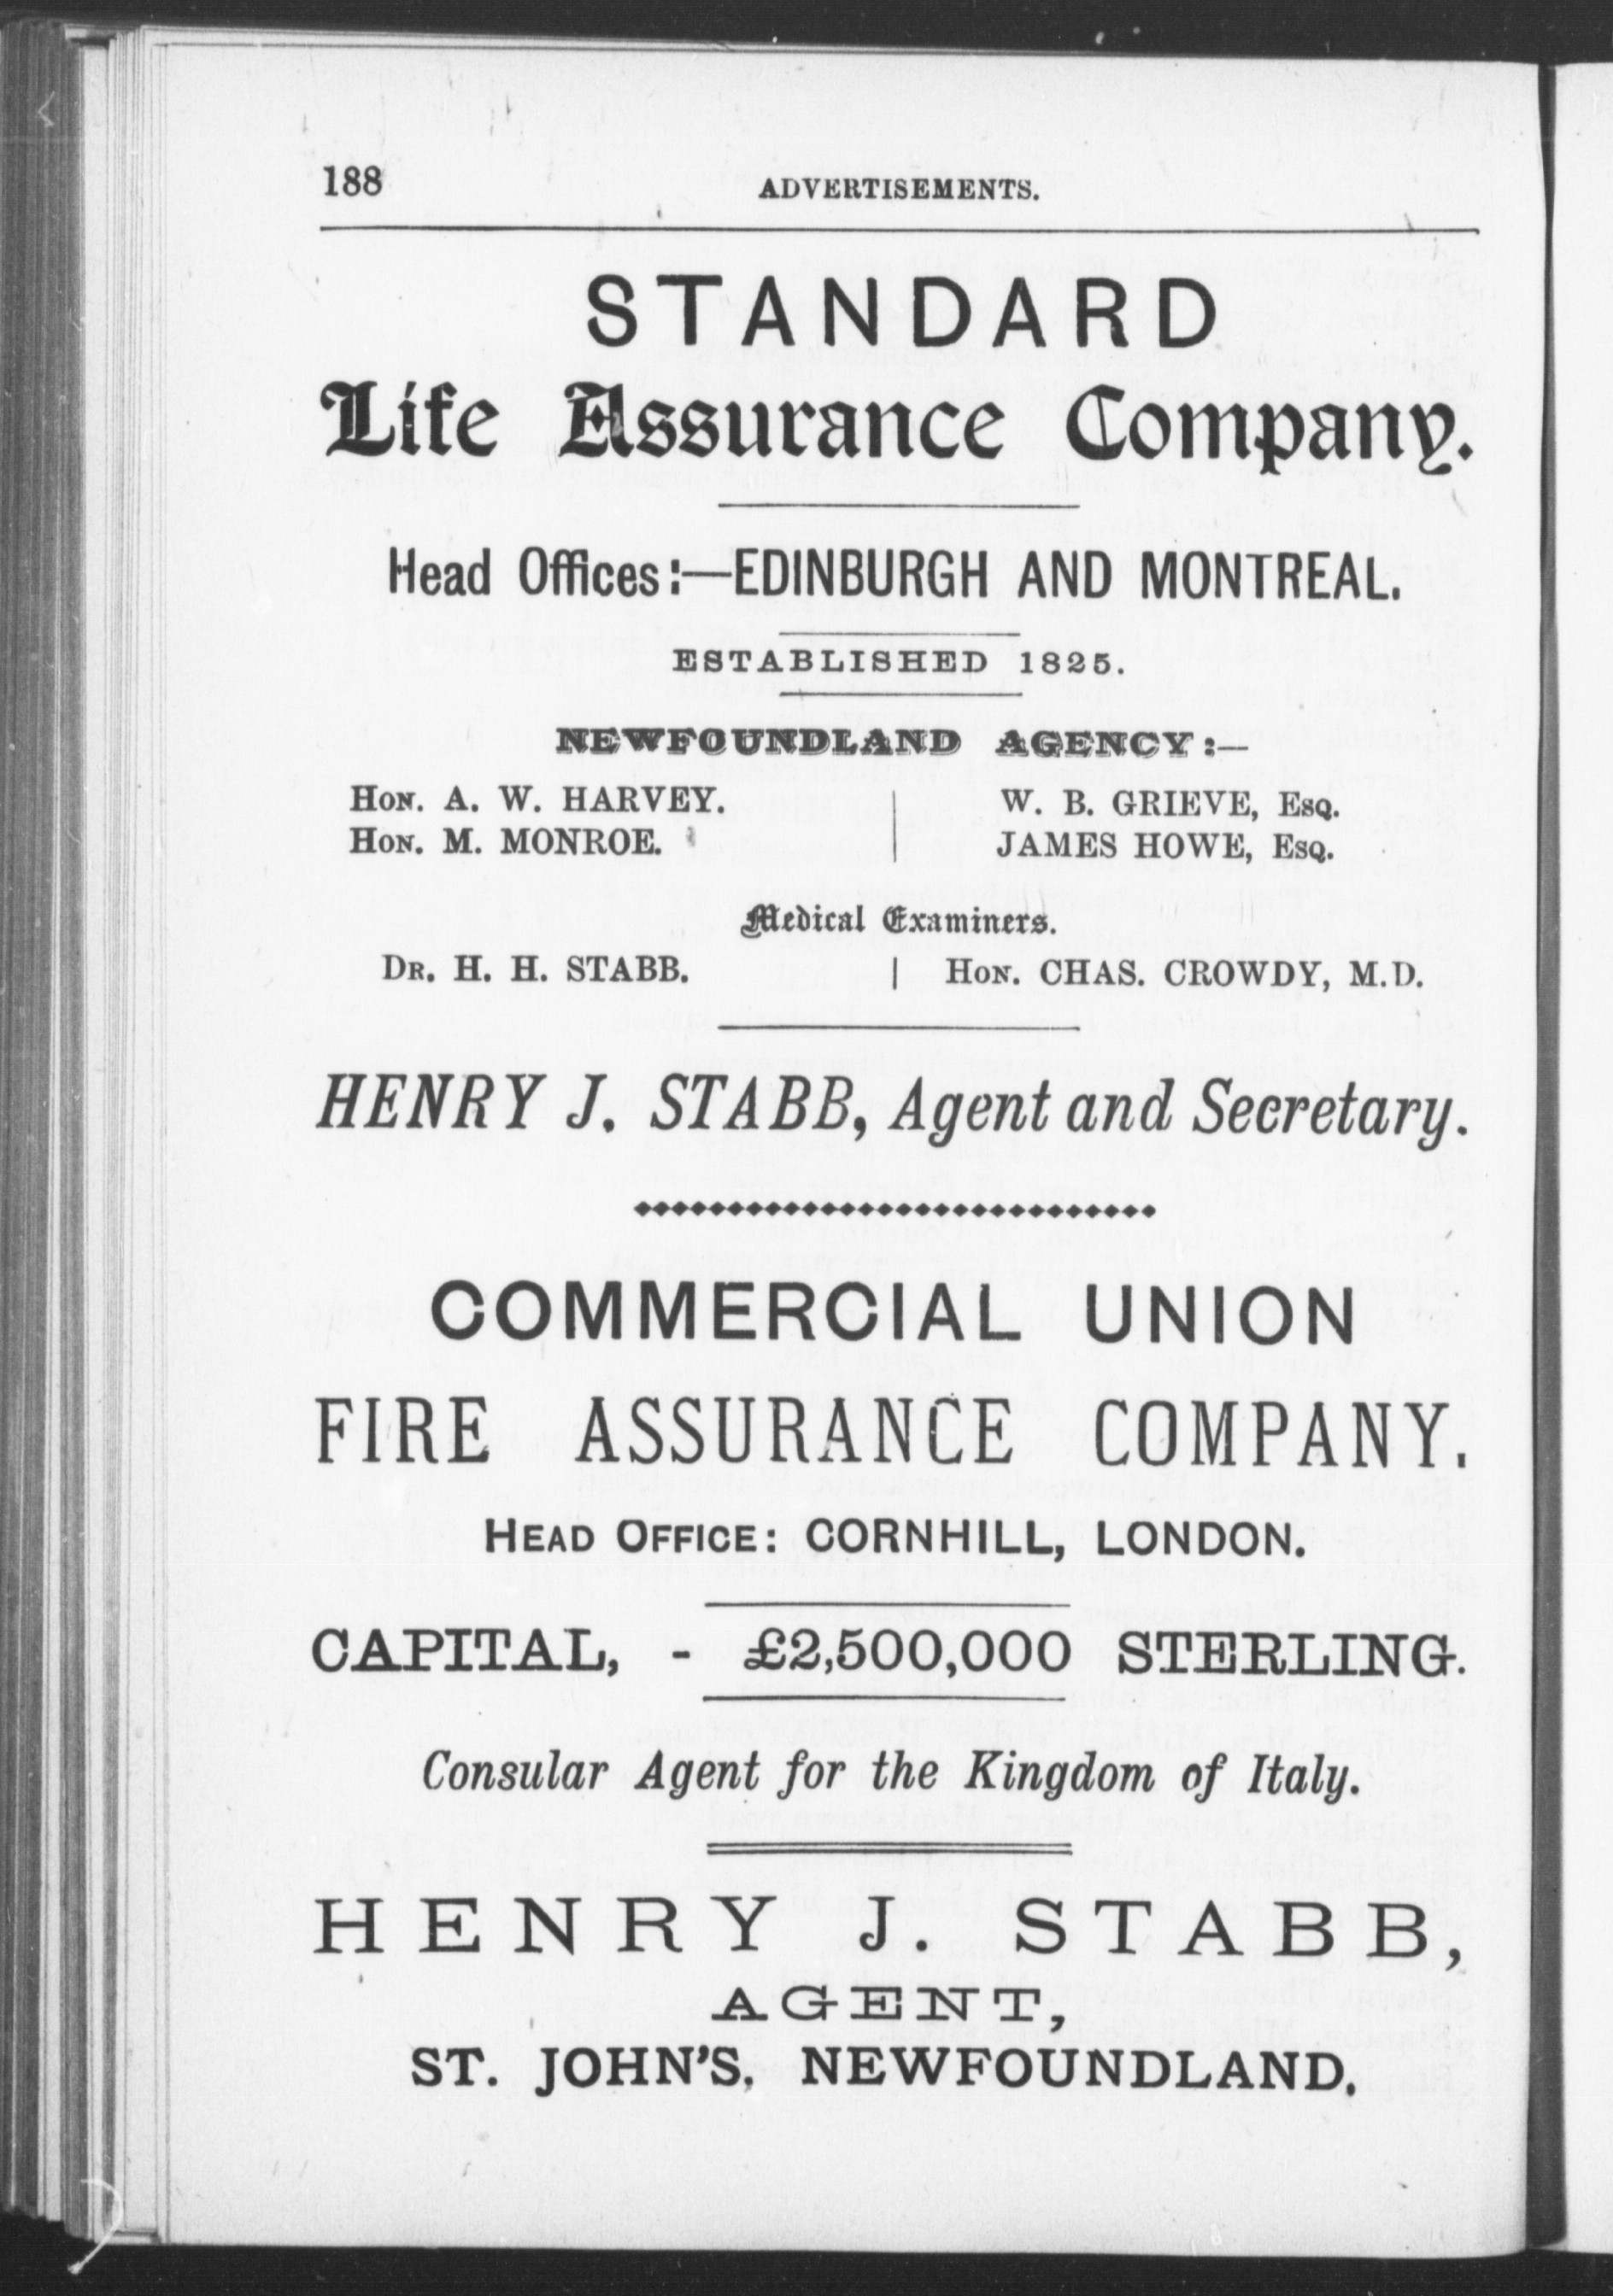 188
ADVERTISEMENTS.
STANDARD
Life Assurance Company.
Head Offices:—EDINBURGH AND MONTREAL.
ESTABLISHED 1825.
NEWFOUNDLAND AGENCY:—
HON. A. W. HARVEY.
HON. M. MONROE.
W. B. GRIEVE, ESQ.
JAMES HOWE, ESQ.
Medical Examiners.
DR. H. H. STABB. | HON. CHAS. CROWDY, M.D.
HENRY J. STABB, Agent and Secretary.
COMMERCIAL UNION
FIRE ASSURANCE COMPANY.
HEAD OFFICE: CORNHILL, LONDON.
CAPITAL, - £2,500,000 STERLING.
Consular Agent for the Kingdom of Italy.
HENRY J. STABB,
AGENT,
ST. JOHN'S, NEWFOUNDLAND.